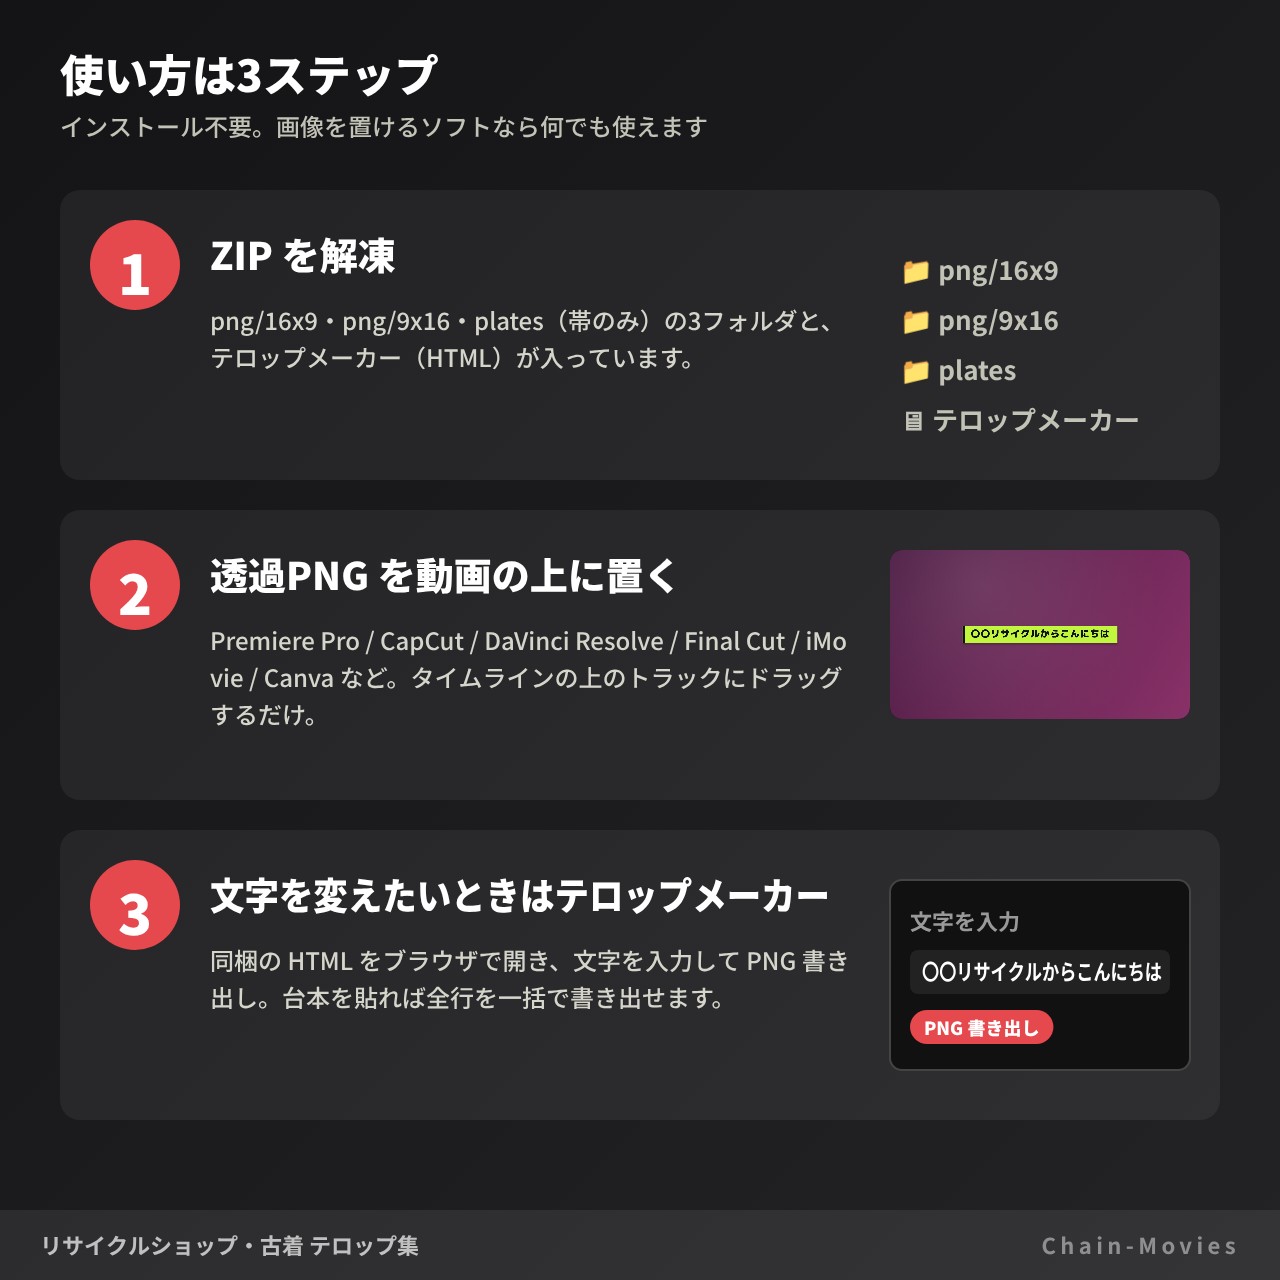 使い方は3ステップ
インストール不要。画像を置けるソフトなら何でも使えます
1
ZIP を解凍
png/16x9・png/9x16・plates（帯のみ）の3フォルダと、
テロップメーカー（HTML）が入っています。
📁 png/16x9
📁 png/9x16
📁 plates
🖥 テロップメーカー
2
透過PNG を動画の上に置く
Premiere Pro / CapCut / DaVinci Resolve / Final Cut / iMo
vie / Canva など。タイムラインの上のトラックにドラッグ
するだけ。
〇〇リサイクルからこんにちは
3
文字を変えたいときはテロップメーカー
同梱の HTML をブラウザで開き、文字を入力して PNG 書き
出し。台本を貼れば全行を一括で書き出せます。
文字を入力
〇〇リサイクルからこんにちは
PNG 書き出し
リサイクルショップ・古着 テロップ集
Chain-Movies